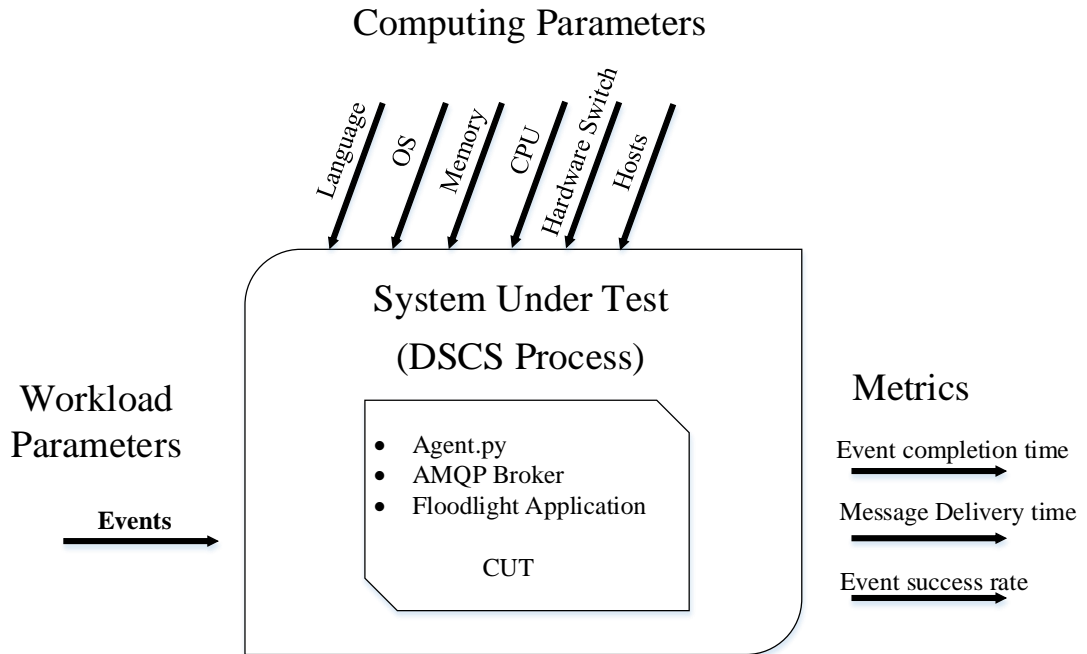 Computing Parameters
Language
OS
Memory
CPU
Hardware Switch
Hosts
System Under Test
(DSCS Process)
Workload
Parameters
Events
• Agent.py
• AMQP Broker
• Floodlight Application
CUT
Metrics
Event completion time
Message Delivery time
Event success rate